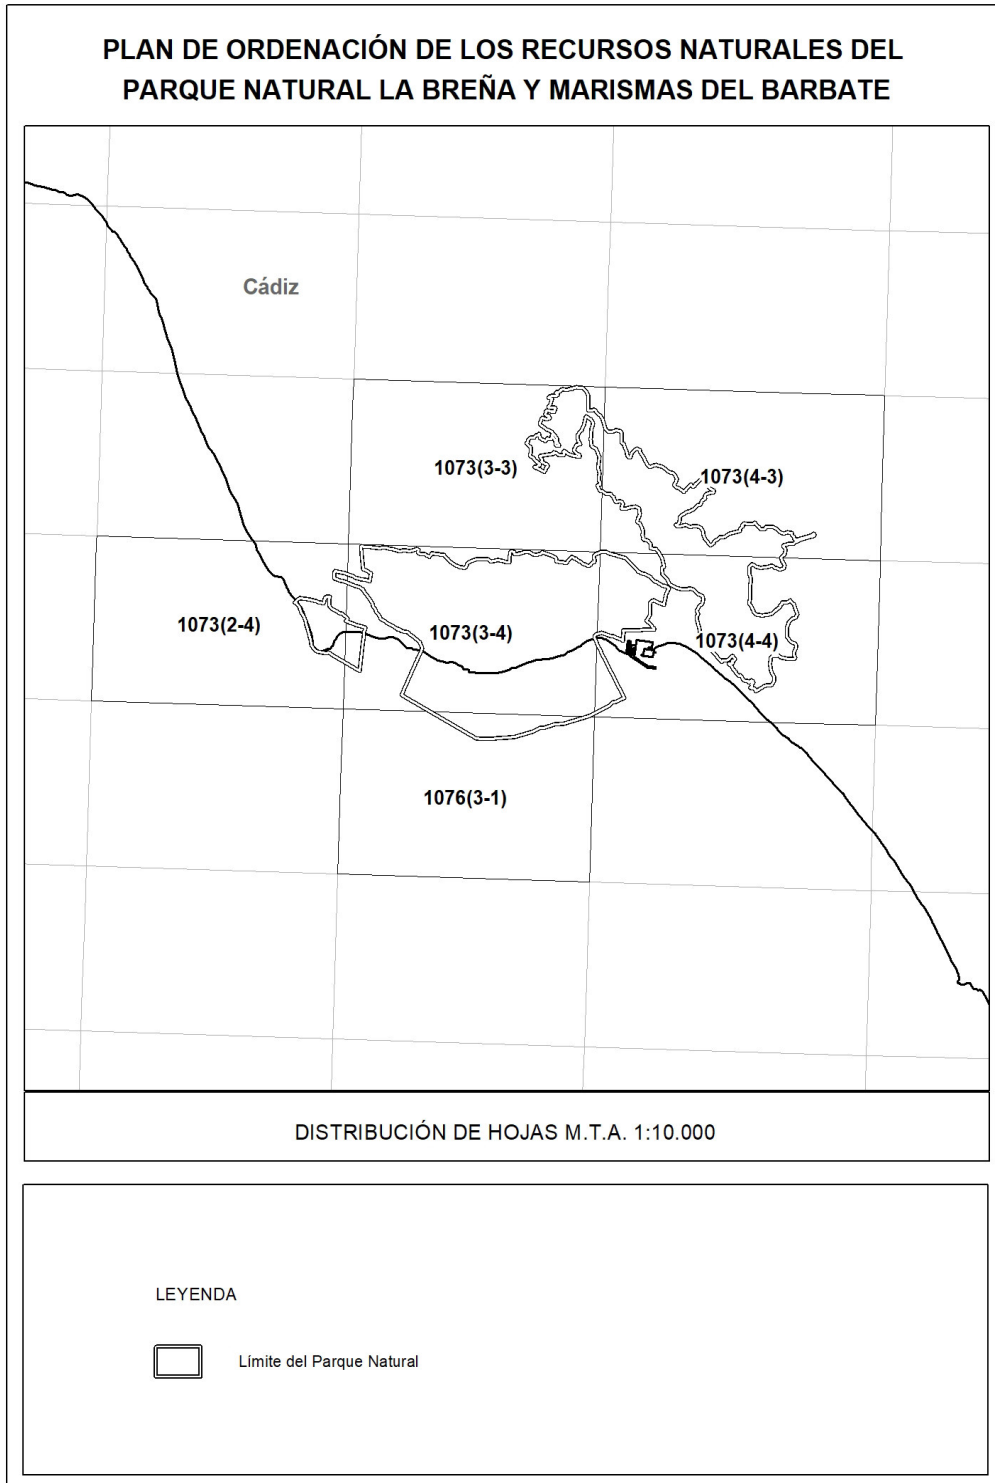 PLAN DE ORDENACIÓN DE LOS RECURSOS NATURALES DEL
PARQUE NATURAL LA BREÑA Y MARISMAS DEL BARBATE
Cádiz
1073(3-3)
1073(4-3)
1073(2-4)
1073(3-4)
1073(4-4)
1076(3-1)
DISTRIBUCIÓN DE HOJAS M.T.A. 1:10.000
LEYENDA
Límite del Parque Natural